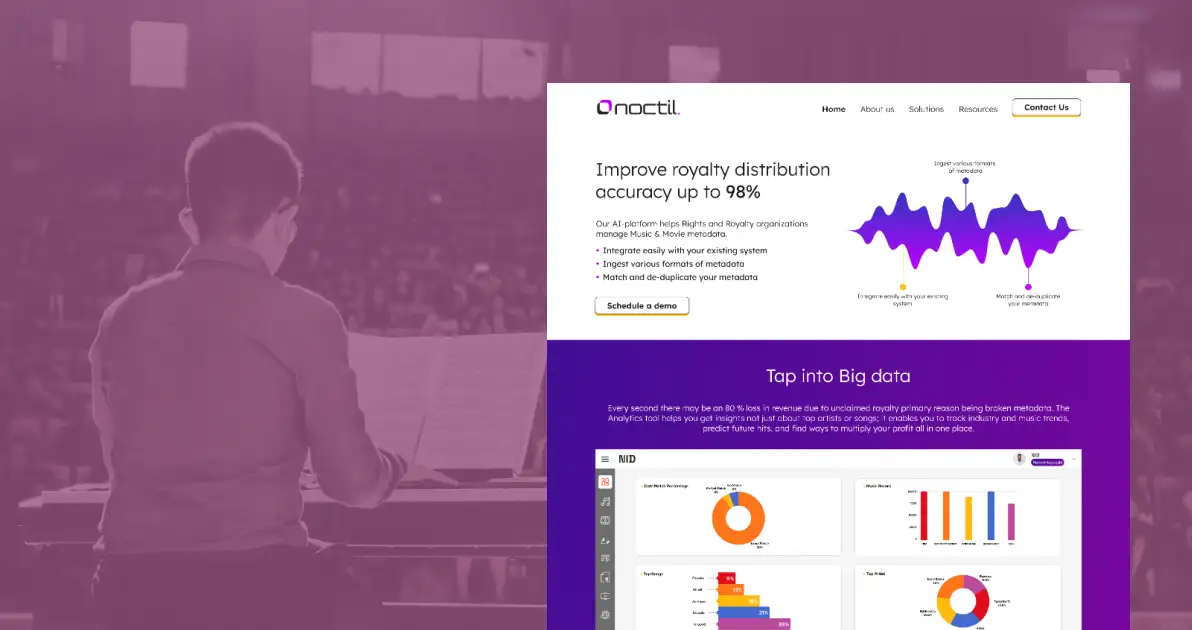 noctil.
Home About us Solutions Resources Contact Us
Improve royalty distribution
accuracy up to 98%
Our AI-platform helps Rights and Royalty organizations
manage Music & Movie metadata.
• Integrate easily with your existing system
• Ingest various formats of metadata
• Match and de-duplicate your metadata
Schedule a demo
Ingest various formats
of metadata
Integrate easily with your existing
system
Match and de-duplicate
your metadata
Tap into Big data
Every second there may be an 80 % loss in revenue due to unclaimed royalty primary reason being broken metadata. The
Analytics tool helps you get insights not just about top artists or songs; it enables you to track industry and music trends,
predict future hits, and find ways to multiply your profit all in one place.
NID
NID
Data Match Percentage
Music Genres
Top Songs
Top Artist
21%